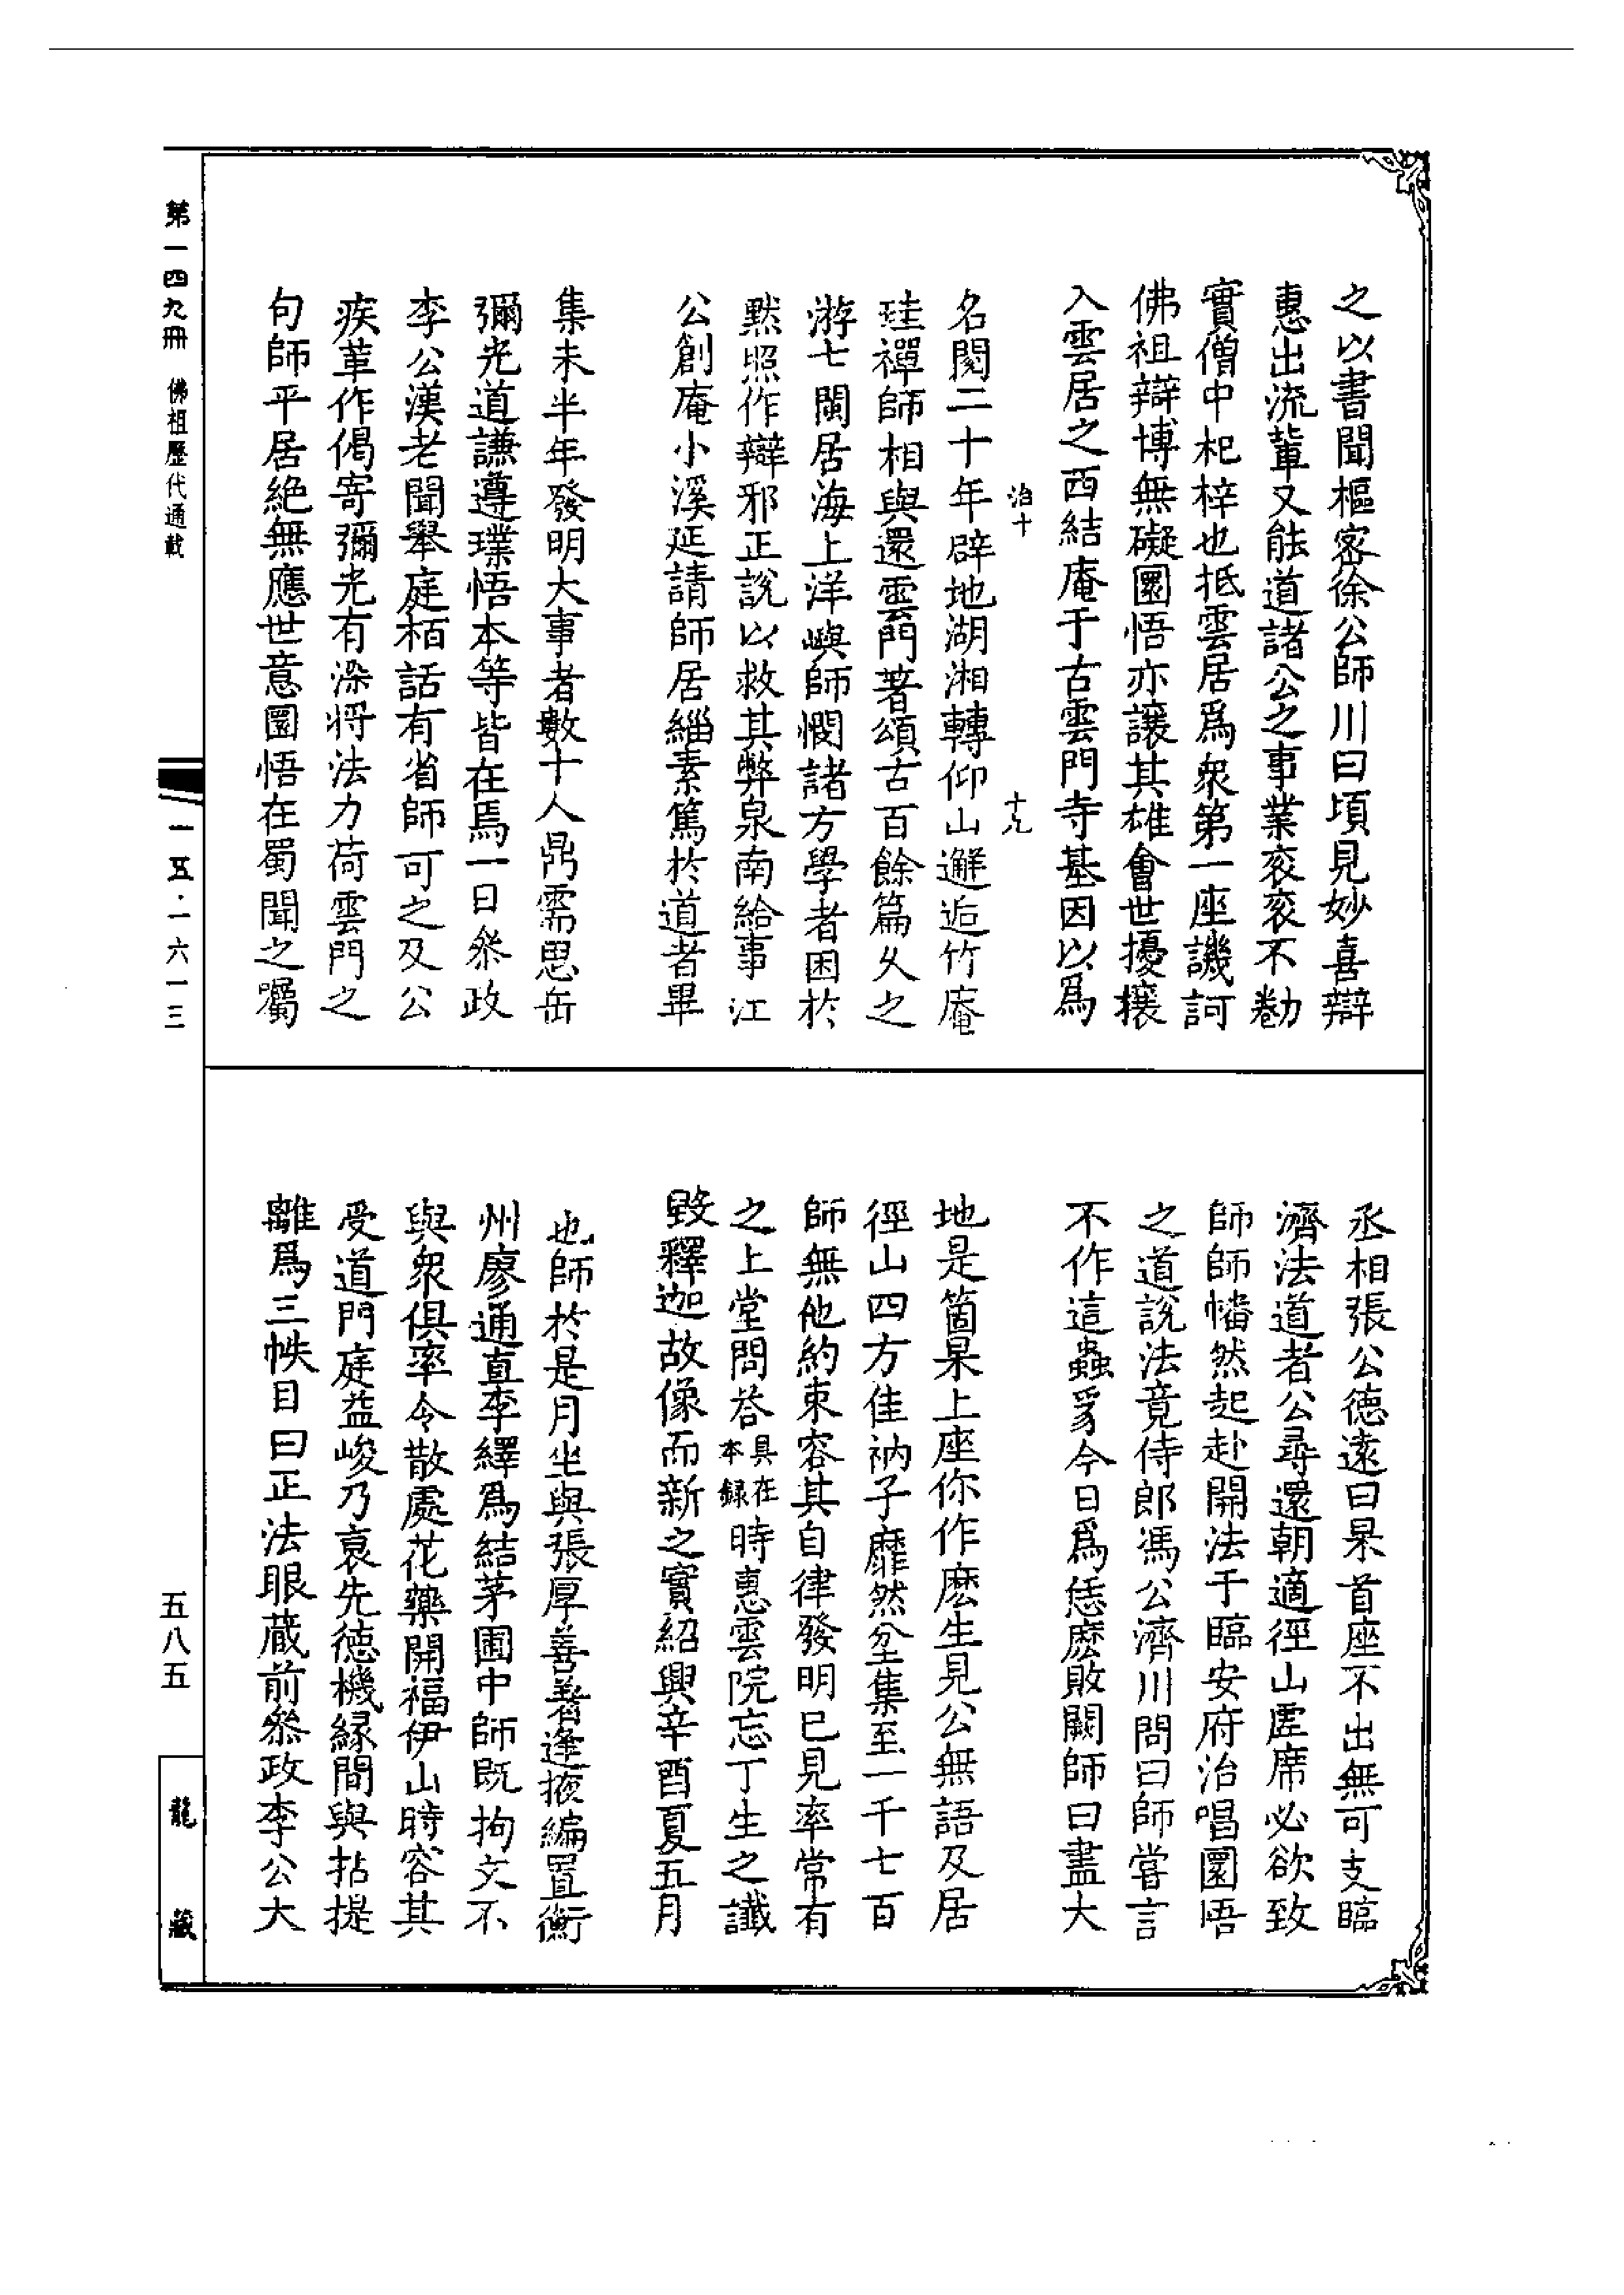 之以書聞樞密徐公師川曰頃見妙喜辯
惠出流輩又能道諸公之事業衮衮不勌
實僧中杞梓也抵雲居爲衆第一座譏訶
佛祖辯博無礙圜悟亦讓其雄會世擾攘
入雲居之西結庵于古雲門寺基因以爲
治十
十九
名閱二十年辟地湖湘轉仰山邂逅竹庵
珪禪師相與還雲門著頌古百餘篇乆之
游七閩居海上洋嶼師憫諸方學者困於
默照作辯邪正説以救其弊泉南給事江
公創庵小溪延請師居緇素篤於道者畢
集未半年發明大事者數十人鼎需思岳
彌光道謙遵璞悟本等皆在焉一日叅政
李公漢老聞舉庭栢話有省師可之及公
疾革作偈寄彌光有深將法力荷雲門之
句師平居絶無應世意圜悟在蜀聞之囑
丞相張公德遠曰杲首座不出無可支臨
濟法道者公尋還朝適徑山虛席必欲致
師師幡然起赴開法于臨安府治唱圜悟
之道説法竟侍郎馮公濟川問曰師嘗言
不作這蟲豸今日爲恁麽敗闕師曰盡大
地是箇杲上座你作麽生見公無語及居
徑山四方佳衲子靡然坌集至一千七百
師無他約束容其自律發明已見率常有
之上堂問答具在本録時惠雲院忘丁生之讖
毀釋迦故像而新之實紹興辛酉夏五月
也師於是月坐與張厚善者逢掖編置衡
州廖通直李繹爲結茅圃中師既拘文不
與衆俱率令散處花藥開福伊山時容其
受道門庭益峻乃裒先德機緣間與拈提
離爲三帙目曰正法眼藏前叅政李公大
第一四九冊 佛祖歷代通載
一五·一六一三
五八五
龍藏